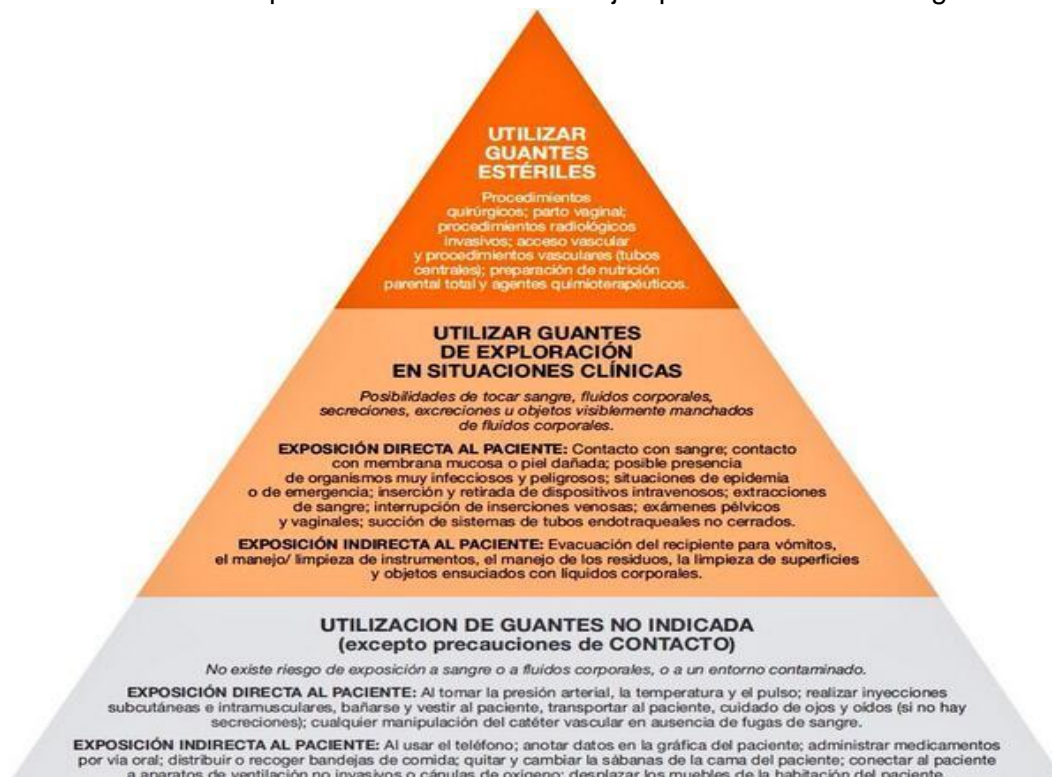 UTILIZAR
GUANTES
ESTÉRILES
Procedimientos
quirúrgicos; parto vaginal;
procedimientos radiológicos
invasivos; acceso vascular
y procedimientos vasculares (tubos
centrales); preparación de nutrición
parental total y agentes quimioterapéuticos.
UTILIZAR GUANTES
DE EXPLORACIÓN
EN SITUACIONES CLÍNICAS
Posibilidades de tocar sangre, fluidos corporales,
secreciones, excreciones u objetos visiblemente manchados
de fluidos corporales.
EXPOSICIÓN DIRECTA AL PACIENTE: Contacto con sangre; contacto
con membrana mucosa o piel dañada; posible presencia
de organismos muy infecciosos y peligrosos; situaciones de epidemia
o de emergencia; inserción y retirada de dispositivos intravenosos; extracciones
de sangre; interrupción de inserciones venosas; exámenes pélvicos
y vaginales; succión de sistemas de tubos endotraqueales no cerrados.
EXPOSICIÓN INDIRECTA AL PACIENTE: Evacuación del recipiente para vómitos,
el manejo/ limpieza de instrumentos, el manejo de los residuos, la limpieza de superficies
y objetos ensuciados con líquidos corporales.
UTILIZACION DE GUANTES NO INDICADA
(excepto precauciones de CONTACTO)
No existe riesgo de exposición a sangre o a fluidos corporales, o a un entorno contaminado.
EXPOSICIÓN DIRECTA AL PACIENTE: Al tomar la presión arterial, la temperatura y el pulso; realizar inyecciones
subcutáneas e intramusculares, bañarse y vestir al paciente, transportar al paciente, cuidado de ojos y oídos (si no hay
secreciones); cualquier manipulación del catéter vascular en ausencia de fugas de sangre.
EXPOSICIÓN INDIRECTA AL PACIENTE: Al usar el teléfono; anotar datos en la gráfica del paciente; administrar medicamentos
por vía oral; distribuir o recoger bandejas de comida; quitar y cambiar la sábanas de la cama del paciente; conectar al paciente
a aparatos de ventilación no invasivos o cánulas de oxígeno; desplazar los muebles de la habitación del paciente.